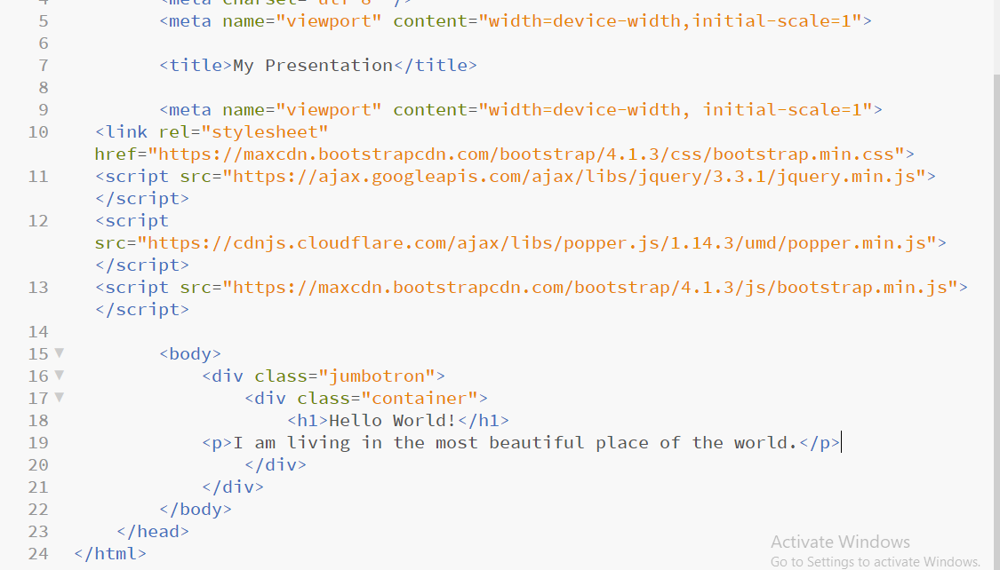 4 <meta charset="utf-8" />
5 <meta name="viewport" content="width=device-width,initial-scale=1">
6
7 <title>My Presentation</title>
8
9 <meta name="viewport" content="width=device-width, initial-scale=1">
10 <link rel="stylesheet"
href="https://maxcdn.bootstrapcdn.com/bootstrap/4.1.3/css/bootstrap.min.css">
11 <script src="https://ajax.googleapis.com/ajax/libs/jquery/3.3.1/jquery.min.js">
</script>
12 <script
src="https://cdnjs.cloudflare.com/ajax/libs/popper.js/1.14.3/umd/popper.min.js">
</script>
13 <script src="https://maxcdn.bootstrapcdn.com/bootstrap/4.1.3/js/bootstrap.min.js">
</script>
14
15 <body>
16 <div class="jumbotron">
17 <div class="container">
18 <h1>Hello World!</h1>
19 <p>I am living in the most beautiful place of the world.</p>
20 </div>
21 </div>
22 </body>
23 </head>
24 </html>
Activate Windows
Go to Settings to activate Windows.